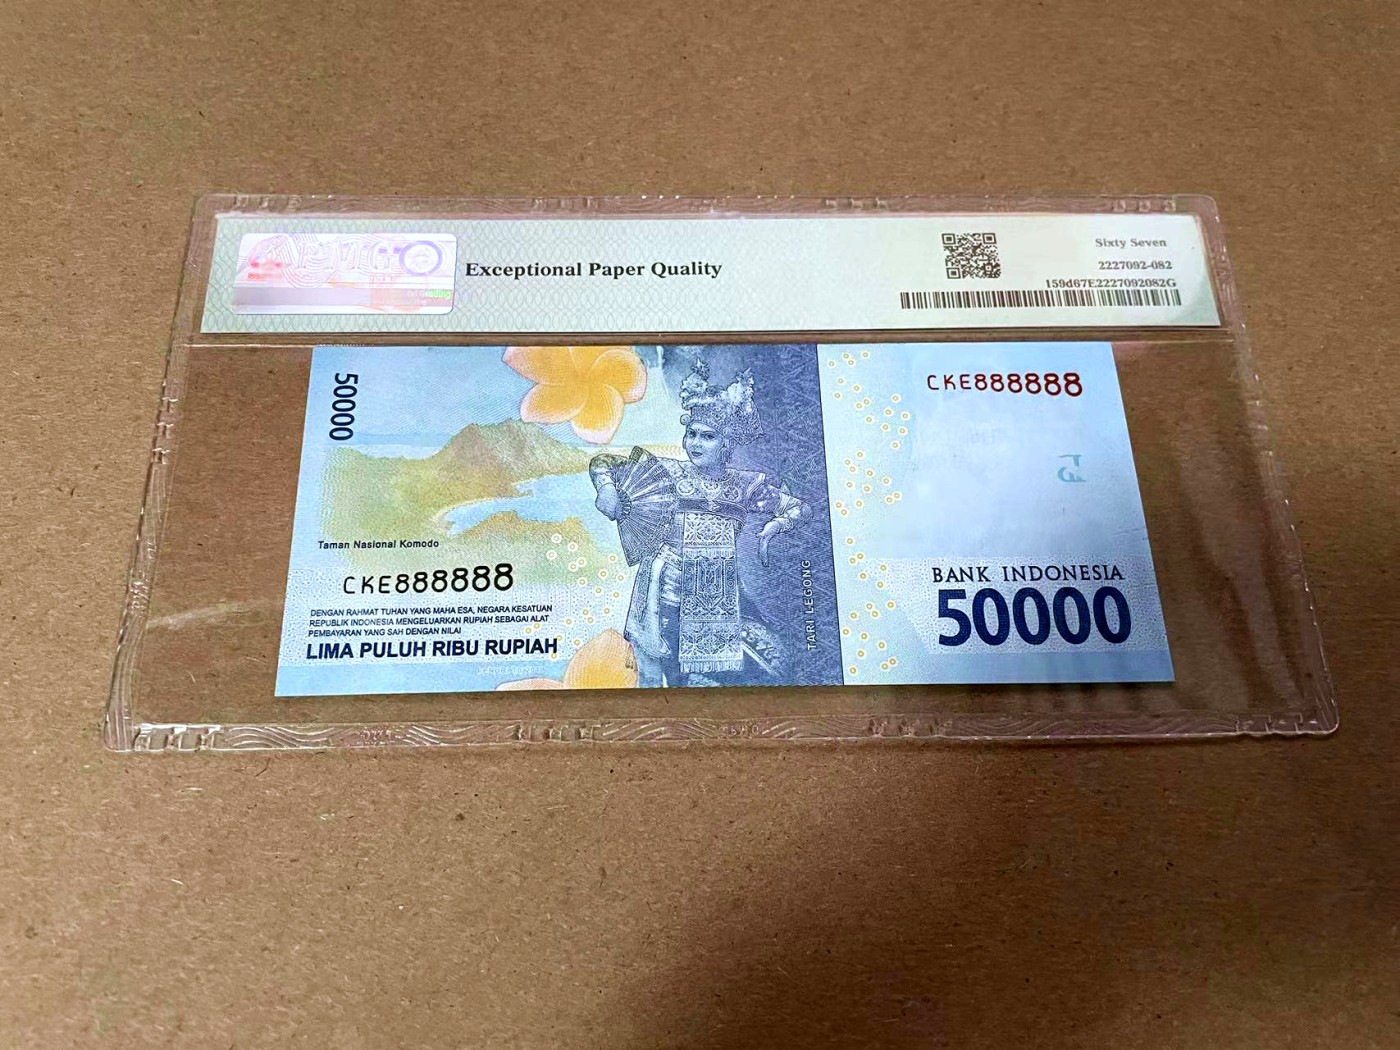 PMG
Exceptional Paper Quality
Sixty Seven
2227092-082
159d67E2227092082G
50000
CKE888888
Taman Nasional Komodo
CKE888888
DENGAN RAHMAT TUHAN YANG MAHA ESA, NEGARA KESATUAN
REPUBLIK INDONESIA MENGELUARKAN RUPIAH SEBAGAI ALAT
PEMBAYARAN YANG SAH DENGAN NILAI
LIMA PULUH RIBU RUPIAH
TARI LEGONG
BANK INDONESIA
50000